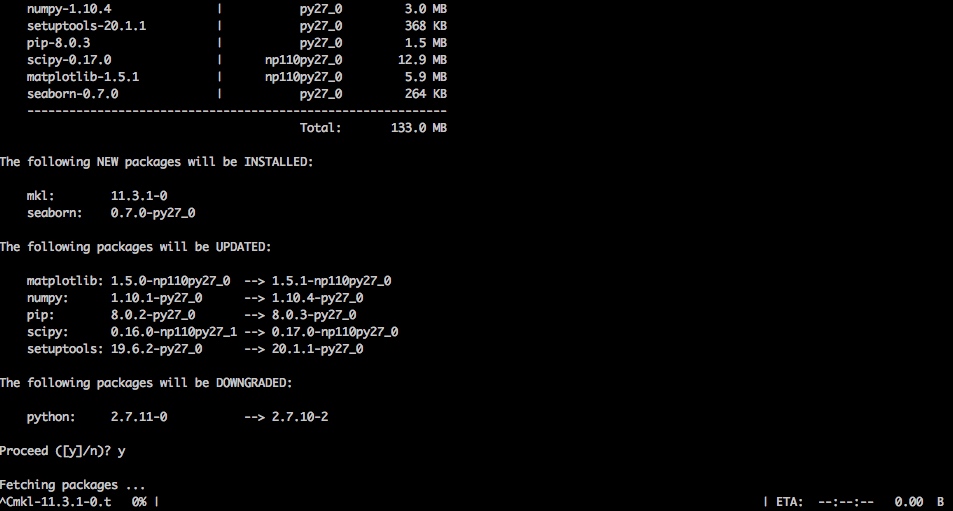 numpy-1.10.4 | py27_0 3.0 MB
setuptools-20.1.1 | py27_0 368 KB
pip-8.0.3 | py27_0 1.5 MB
scipy-0.17.0 | np110py27_0 12.9 MB
matplotlib-1.5.1 | np110py27_0 5.9 MB
seaborn-0.7.0 | py27_0 264 KB
------------------------------------------------------------
Total: 133.0 MB
The following NEW packages will be INSTALLED:
mkl: 11.3.1-0
seaborn: 0.7.0-py27_0
The following packages will be UPDATED:
matplotlib: 1.5.0-np110py27_0 --> 1.5.1-np110py27_0
numpy: 1.10.1-py27_0 --> 1.10.4-py27_0
pip: 8.0.2-py27_0 --> 8.0.3-py27_0
scipy: 0.16.0-np110py27_1 --> 0.17.0-np110py27_0
setuptools: 19.6.2-py27_0 --> 20.1.1-py27_0
The following packages will be DOWNGRADED:
python: 2.7.11-0 --> 2.7.10-2
Proceed ([y]/n)? y
Fetching packages ...
^Cmkl-11.3.1-0.t 0% | | ETA: --:--:-- 0.00 B